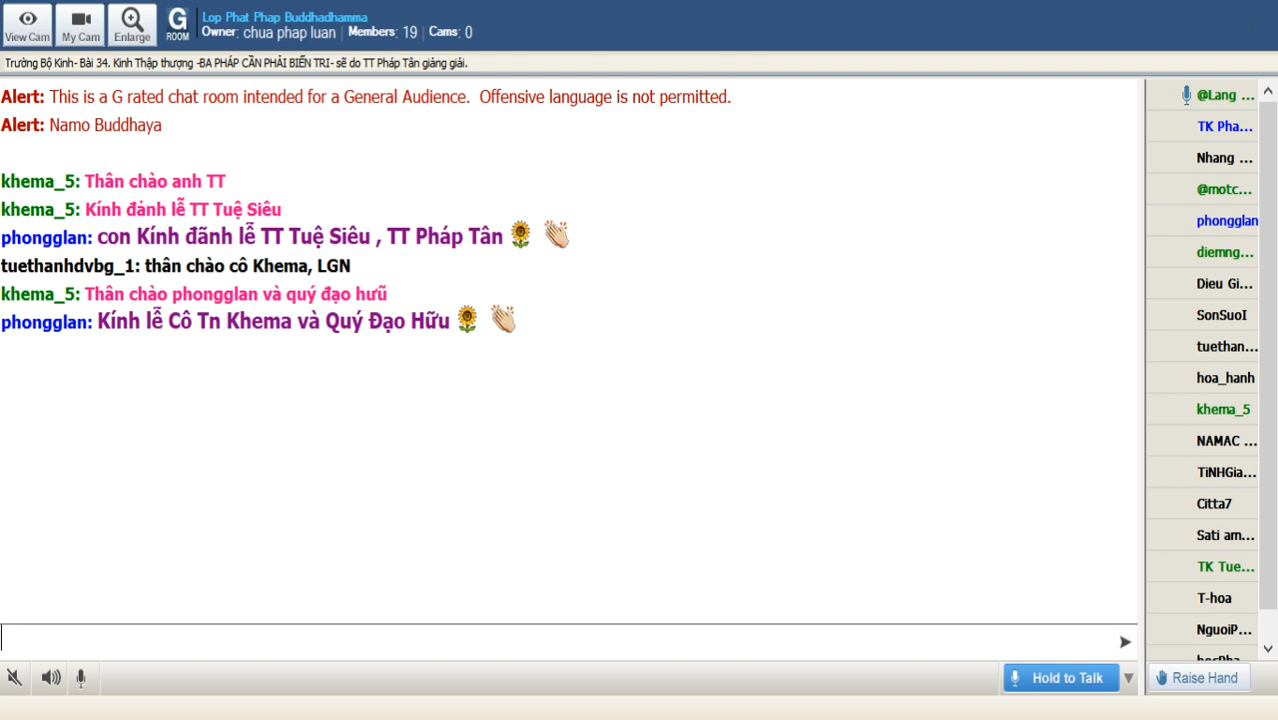 View Cam
My Cam
Enlarge
G
ROOM
Lop Phat Phap Buddhadhamma
Owner: chua phap luan | Members: 19 | Cams: 0
Trường Bộ Kinh- Bài 34. Kinh Thập thượng -BA PHÁP CẦN PHẢI BIẾN TRI- sẽ do TT Pháp Tân giảng giải.
Alert: This is a G rated chat room intended for a General Audience. Offensive language is not permitted.
Alert: Namo Buddhaya
khema_5: Thân chào anh TT
khema_5: Kính đảnh lễ TT Tuệ Siêu
phongglan: con Kính đãnh lễ TT Tuệ Siêu , TT Pháp Tân
tuethanhdvbg_1: thân chào cô Khema, LGN
khema_5: Thân chào phongglan và quý đạo hưũ
phongglan: Kính lễ Cô Tn Khema và Quý Đạo Hữu
@Lang ...
TK Pha...
Nhang ...
@motc...
phongglan
diemng...
Dieu Gi...
SonSuoI
tuethan...
hoa_hanh
khema_5
NAMAC ...
TiNHGia...
Citta7
Sati am...
TK Tue...
T-hoa
NguoiP...
Hold to Talk
Raise Hand